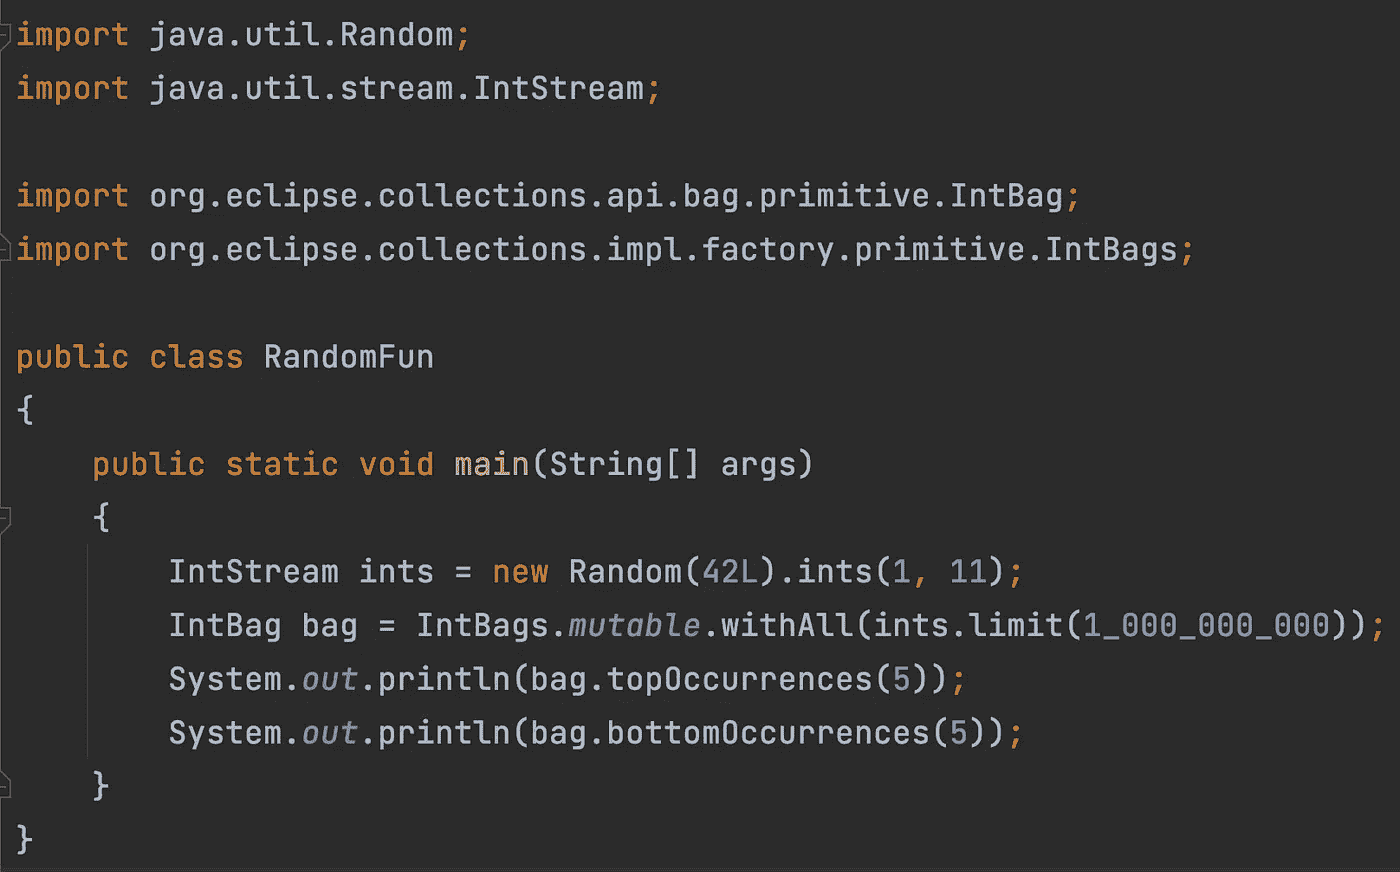 import java.util.Random;
import java.util.stream.IntStream;
import org.eclipse.collections.api.bag.primitive.IntBag;
import org.eclipse.collections.impl.factory.primitive.IntBags;
public class RandomFun
{
    public static void main(String[] args)
    {
        IntStream ints = new Random(42L).ints(1, 11);
        IntBag bag = IntBags.mutable.withAll(ints.limit(1_000_000_000));
        System.out.println(bag.topOccurrences(5));
        System.out.println(bag.bottomOccurrences(5));
    }
}